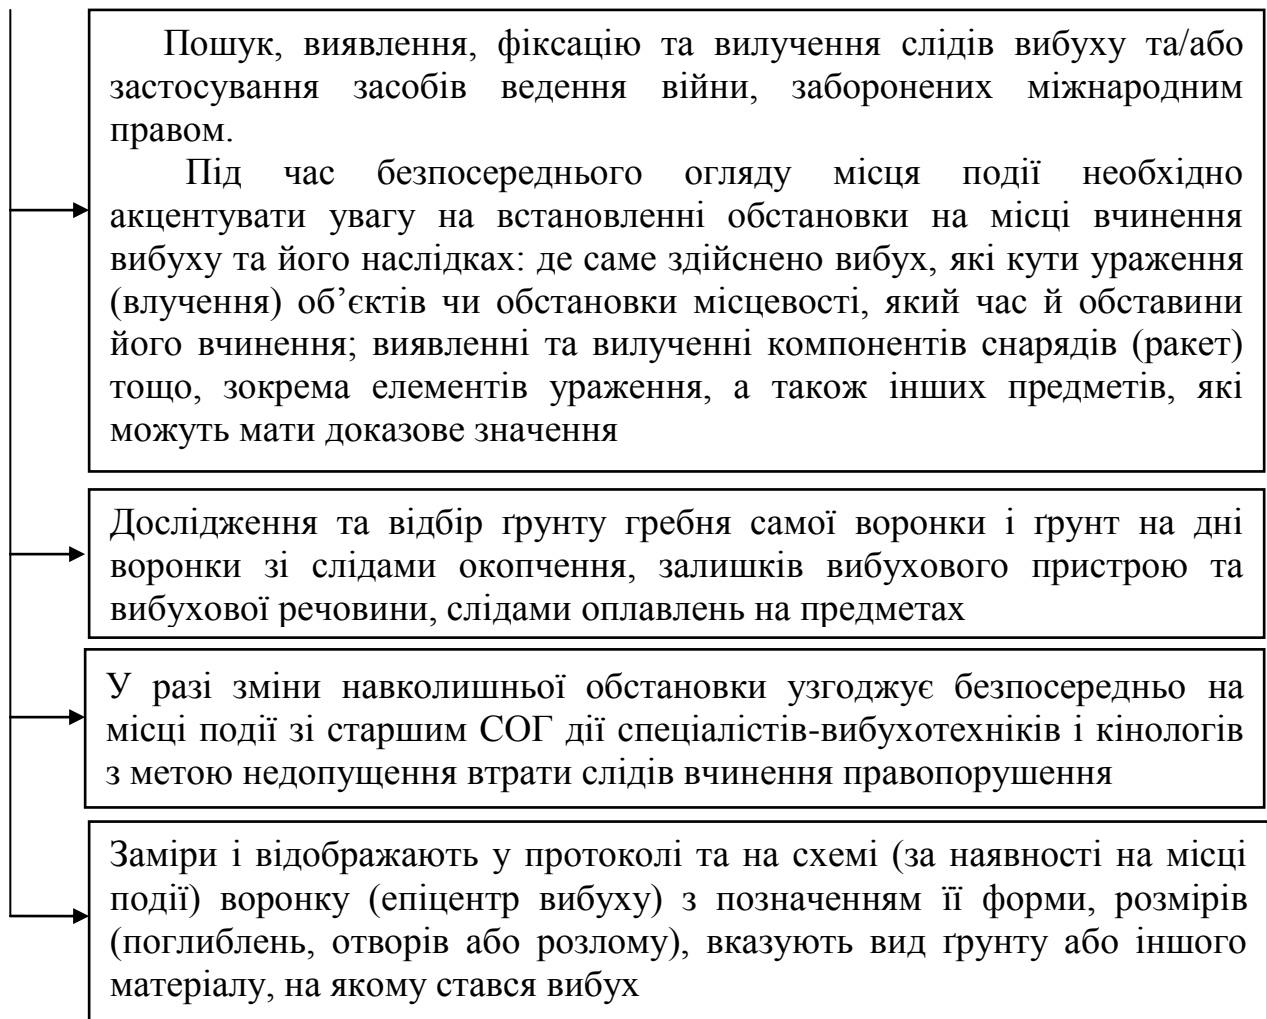 Пошук, виявлення, фіксацію та вилучення слідів вибуху та/або
застосування засобів ведення війни, заборонених міжнародним
правом.
Під час безпосереднього огляду місця події необхідно
акцентувати увагу на встановленні обстановки на місці вчинення
вибуху та його наслідках: де саме здійснено вибух, які кути ураження
(влучення) об’єктів чи обстановки місцевості, який час й обставини
його вчинення; виявленні та вилученні компонентів снарядів (ракет)
тощо, зокрема елементів ураження, а також інших предметів, які
можуть мати доказове значення
Дослідження та відбір ґрунту гребня самої воронки і ґрунт на дні
воронки зі слідами окопчення, залишків вибухового пристрою та
вибухової речовини, слідами оплавлень на предметах
У разі зміни навколишньої обстановки узгоджує безпосередньо на
місці події зі старшим СОГ дії спеціалістів-вибухотехніків і кінологів
з метою недопущення втрати слідів вчинення правопорушення
Заміри і відображають у протоколі та на схемі (за наявності на місці
події) воронку (епіцентр вибуху) з позначенням її форми, розмірів
(поглиблень, отворів або розлому), вказують вид ґрунту або іншого
матеріалу, на якому стався вибух